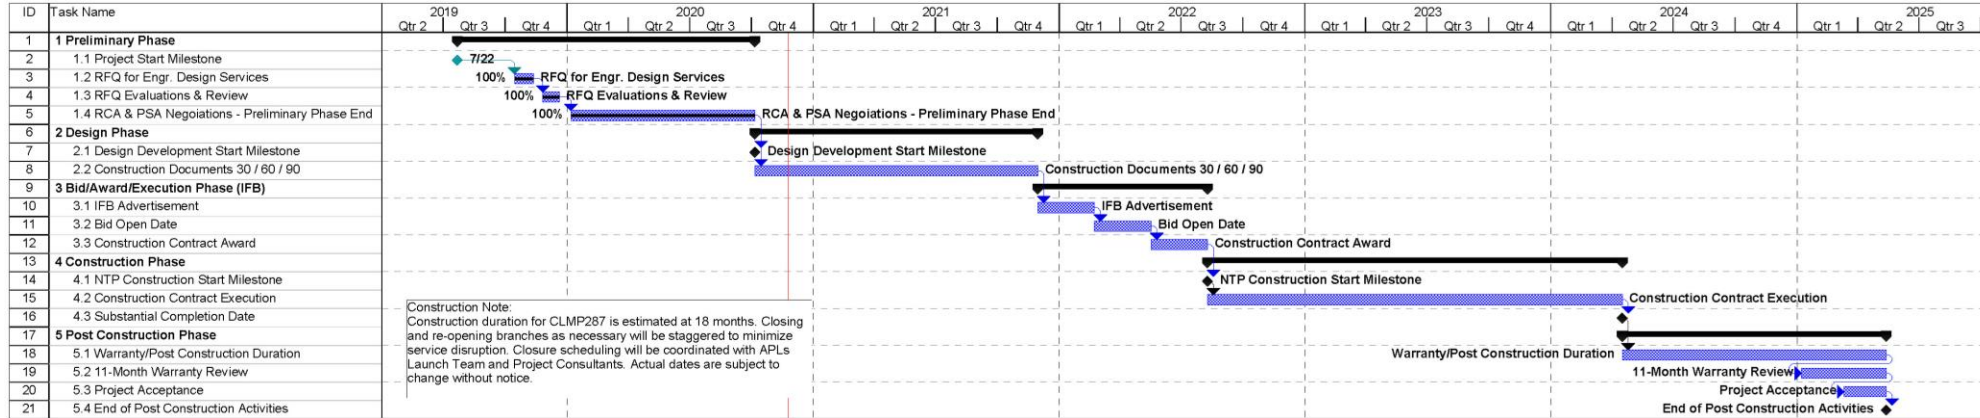 ID Task Name 2019 2020 2021 2022 2023 2024 2025
Qtr 2 Qtr 3 Qtr 4 Qtr 1 Qtr 2 Qtr 3 Qtr 4 Qtr 1 Qtr 2 Qtr 3 Qtr 4 Qtr 1 Qtr 2 Qtr 3 Qtr 4 Qtr 1 Qtr 2 Qtr 3 Qtr 4 Qtr 1 Qtr 2 Qtr 3 Qtr 4 Qtr 1 Qtr 2 Qtr 3
1 1 Preliminary Phase
2 1.1 Project Start Milestone 7/22
3 1.2 RFQ for Engr. Design Services 100% RFQ for Engr. Design Services
4 1.3 RFQ Evaluations & Review 100% RFQ Evaluations & Review
5 1.4 RCA & PSA Negoiations - Preliminary Phase End 100% RCA & PSA Negoiations - Preliminary Phase End
6 2 Design Phase
7 2.1 Design Development Start Milestone Design Development Start Milestone
8 2.2 Construction Documents 30 / 60 / 90 Construction Documents 30 / 60 / 90
9 3 Bid/Award/Execution Phase (IFB)
10 3.1 IFB Advertisement IFB Advertisement
11 3.2 Bid Open Date Bid Open Date
12 3.3 Construction Contract Award Construction Contract Award
13 4 Construction Phase
14 4.1 NTP Construction Start Milestone NTP Construction Start Milestone
15 4.2 Construction Contract Execution Construction Contract Execution
16 4.3 Substantial Completion Date
17 5 Post Construction Phase
18 5.1 Warranty/Post Construction Duration Warranty/Post Construction Duration
19 5.2 11-Month Warranty Review 11-Month Warranty Review
20 5.3 Project Acceptance Project Acceptance
21 5.4 End of Post Construction Activities End of Post Construction Activities
Construction Note:
Construction duration for CLMP287 is estimated at 18 months. Closing
and re-opening branches as necessary will be staggered to minimize
service disruption. Closure scheduling will be coordinated with APLs
Launch Team and Project Consultants. Actual dates are subject to
change without notice.